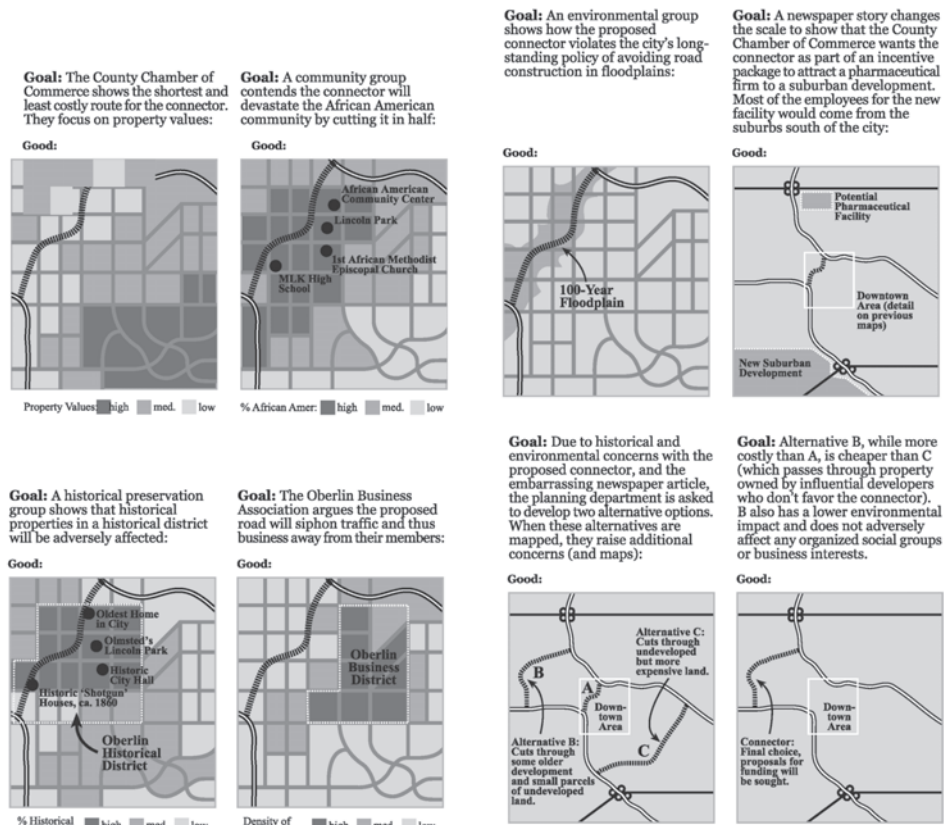 Goal: The County Chamber of
Commerce shows the shortest and
least costly route for the connector.
They focus on property values:
Good:
Property Values: high med. low
Goal: A community group
contends the connector will
devastate the African American
community by cutting it in half:
Good:
African American
Community Center
Lincoln Park
1st African Methodist
Episcopal Church
MLK High
School
% African Amer: high med. low
Goal: An environmental group
shows how the proposed
connector violates the city's long-
standing policy of avoiding road
construction in floodplains:
Good:
100-Year
Floodplain
Goal: A newspaper story changes
the scale to show that the County
Chamber of Commerce wants the
connector as part of an incentive
package to attract a pharmaceutical
firm to a suburban development.
Most of the employees for the new
facility would come from the
suburbs south of the city:
Good:
Potential
Pharmaceutical
Facility
Downtown
Area (detail
on previous
maps)
New Suburban
Development
Goal: A historical preservation
group shows that historical
properties in a historical district
will be adversely affected:
Good:
Oldest Home
in City
Olmsted's
Lincoln Park
Historic
City Hall
Historic 'Shotgun'
Houses, ca. 1860
Oberlin
Historical
District
% Historical high med. low
Goal: The Oberlin Business
Association argues the proposed
road will siphon traffic and thus
business away from their members:
Good:
Oberlin
Business
District
Density of high med. low
Goal: Due to historical and
environmental concerns with the
proposed connector, and the
embarrassing newspaper article,
the planning department is asked
to develop two alternative options.
When these alternatives are
mapped, they raise additional
concerns (and maps):
Good:
Alternative C:
Cuts through
undeveloped
but more
expensive land.
B
A
Down-
town
Area
C
Alternative B:
Cuts through
some older
development
and small parcels
of undeveloped
land.
Goal: Alternative B, while more
costly than A, is cheaper than C
(which passes through property
owned by influential developers
who don't favor the connector).
B also has a lower environmental
impact and does not adversely
affect any organized social groups
or business interests.
Good:
Down-
town
Area
Connector:
Final choice,
proposals for
funding will
be sought.